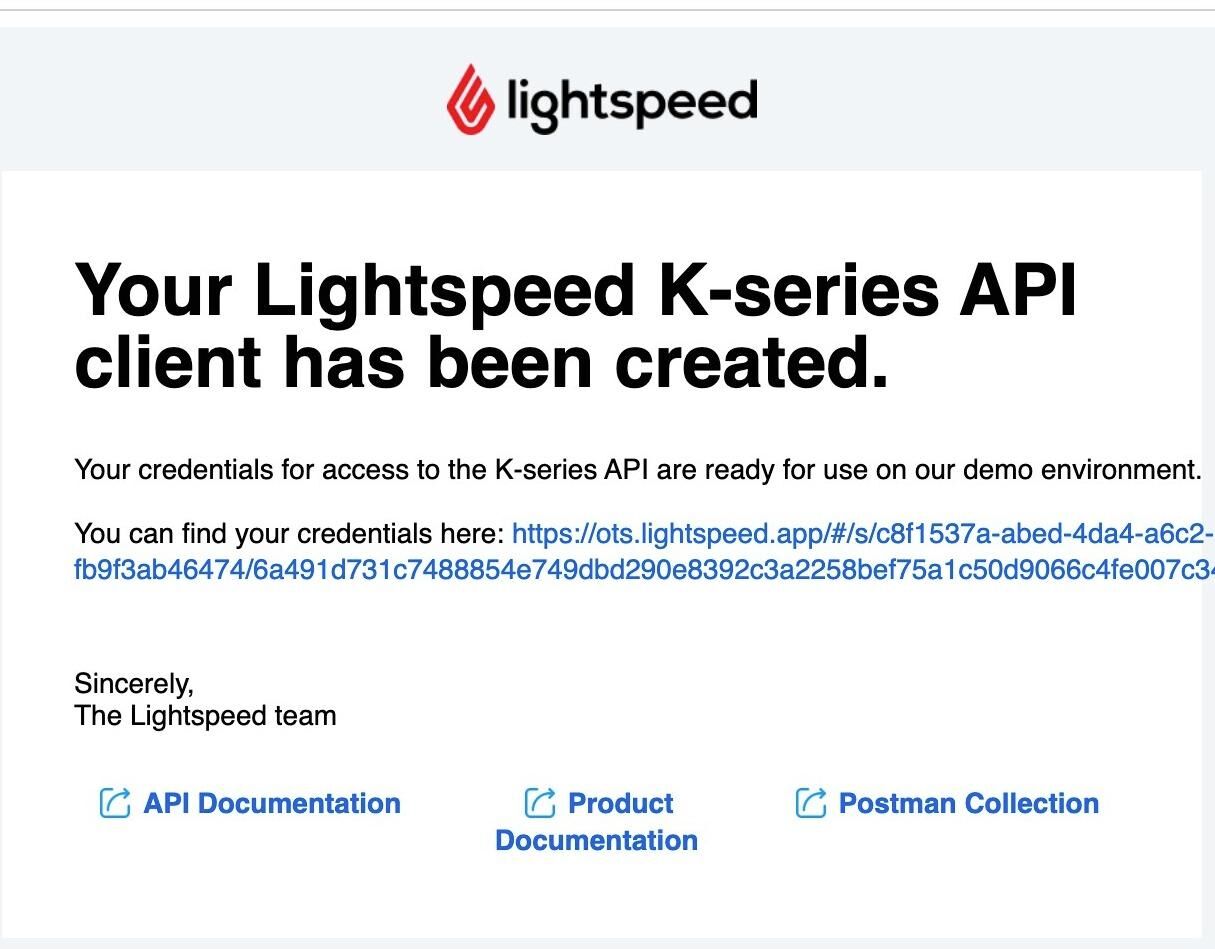 lightspeed
Your Lightspeed K-series API
client has been created.
Your credentials for access to the K-series API are ready for use on our demo environment.
You can find your credentials here: https://ots.lightspeed.app/#/s/c8f1537a-abed-4da4-a6c2-
fb9f3ab46474/6a491d731c7488854e749dbd290e8392c3a2258bef75a1c50d9066c4fe007c34
Sincerely,
The Lightspeed team
API Documentation
Product
Documentation
Postman Collection